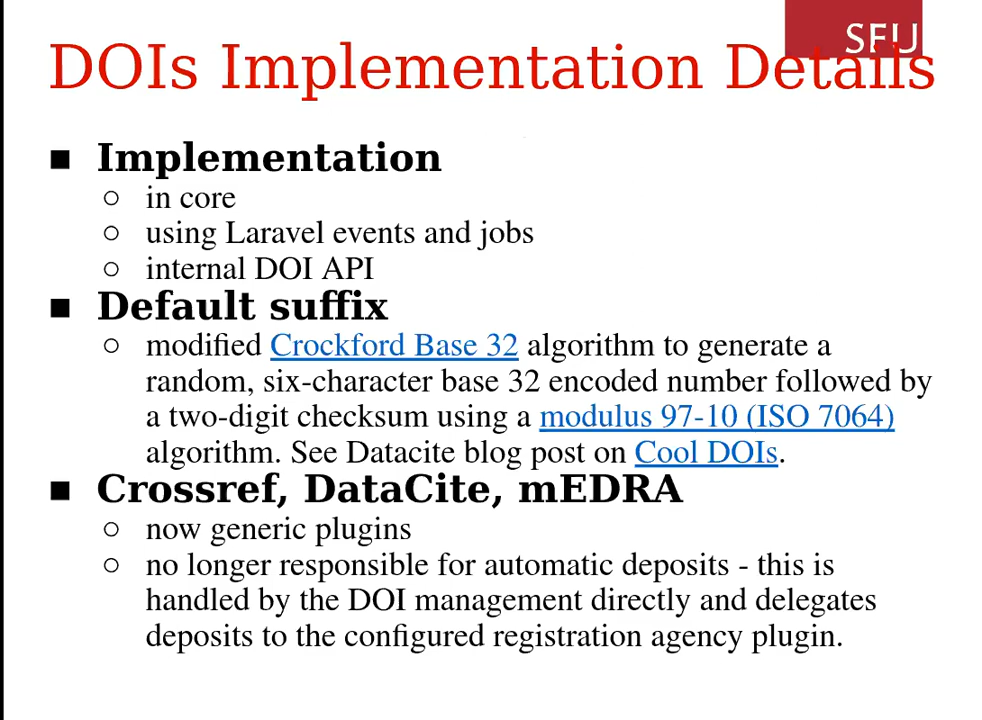 SFU
DOIs Implementation Details
■ Implementation
○ in core
○ using Laravel events and jobs
○ internal DOI API
■ Default suffix
○ modified Crockford Base 32 algorithm to generate a
random, six-character base 32 encoded number followed by
a two-digit checksum using a modulus 97-10 (ISO 7064)
algorithm. See Datacite blog post on Cool DOIs.
■ Crossref, DataCite, mEDRA
○ now generic plugins
○ no longer responsible for automatic deposits - this is
handled by the DOI management directly and delegates
deposits to the configured registration agency plugin.